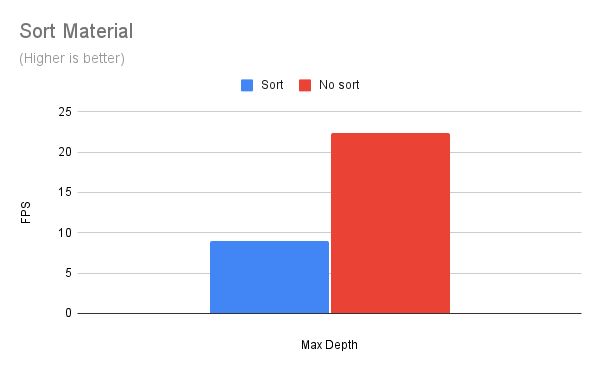 Sort Material
(Higher is better)
Sort No sort
25
20
15
10
5
0
FPS
Max Depth